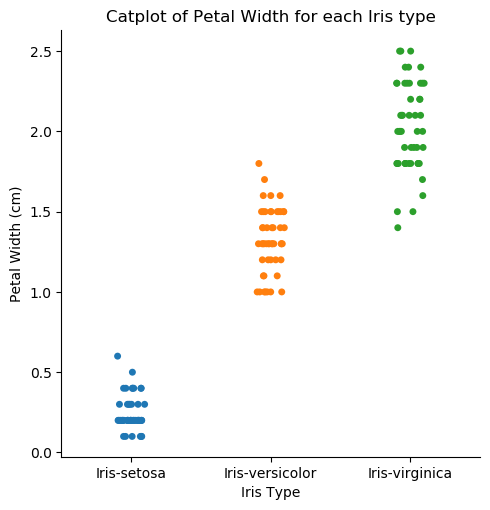 Catplot of Petal Width for each Iris type
2.5
2.0
1.5
1.0
0.5
0.0
Petal Width (cm)
Iris-setosa Iris-versicolor Iris-virginica
Iris Type